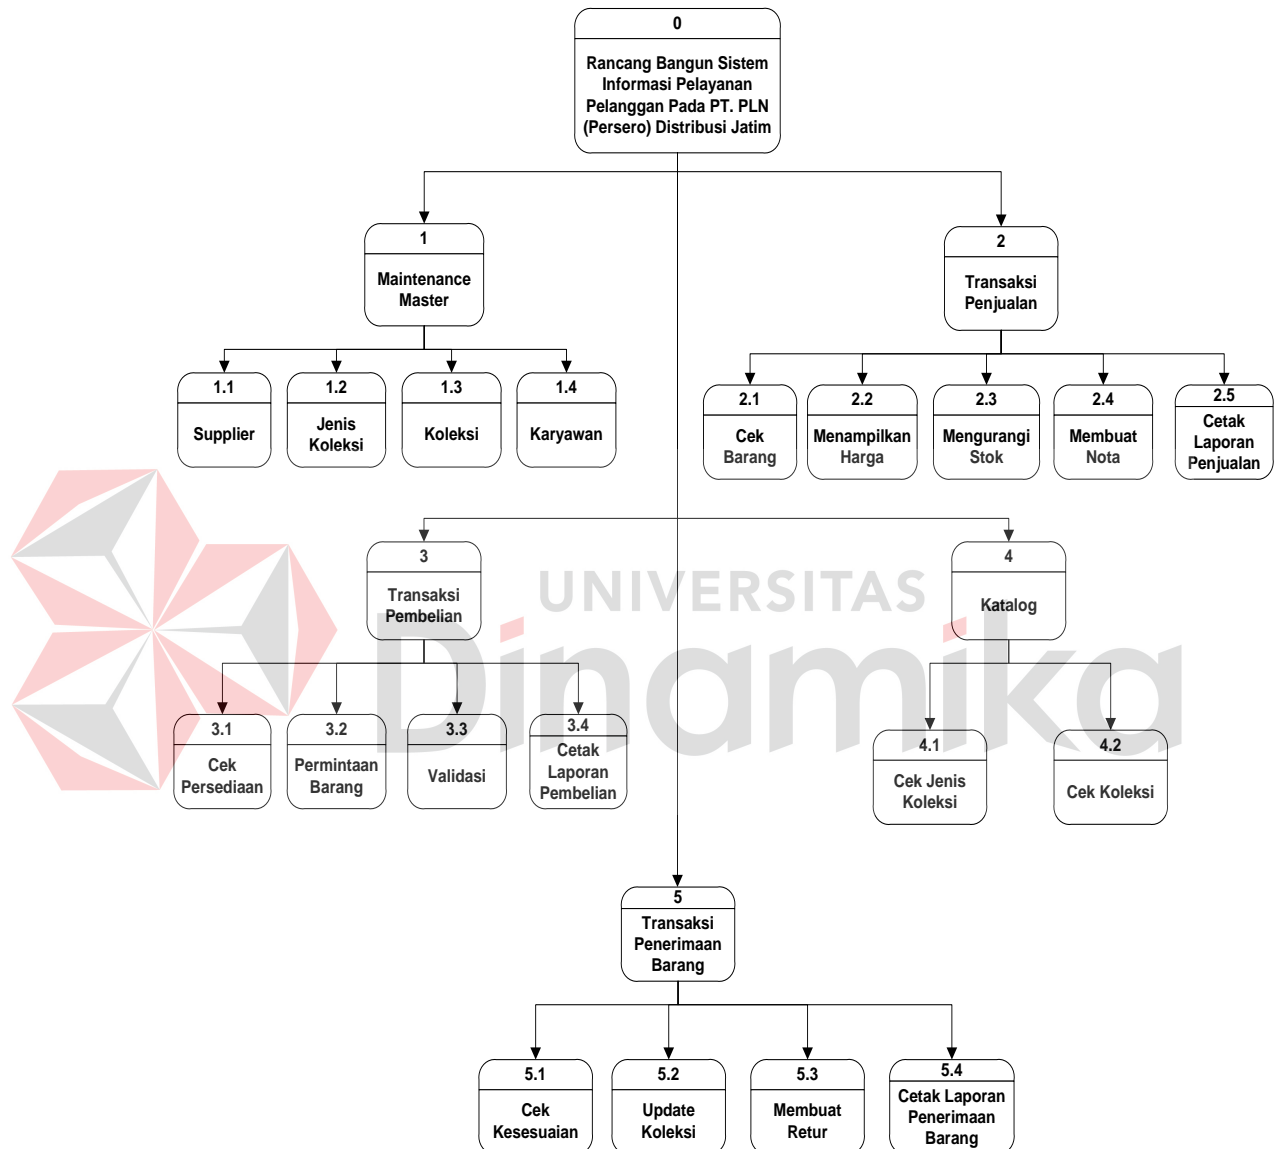 0
Rancang Bangun Sistem
Informasi Pelayanan
Pelanggan Pada PT. PLN
(Persero) Distribusi Jatim
1
Maintenance
Master
2
Transaksi
Penjualan
1.1
Supplier
1.2
Jenis
Koleksi
1.3
Koleksi
1.4
Karyawan
2.1
Cek
Barang
2.2
Menampilkan
Harga
2.3
Mengurangi
Stok
2.4
Membuat
Nota
2.5
Cetak
Laporan
Penjualan
3
Transaksi
Pembelian
4
Katalog
UNIVERSITAS
Dinamika
3.1
Cek
Persediaan
3.2
Permintaan
Barang
3.3
Validasi
3.4
Cetak
Laporan
Pembelian
4.1
Cek Jenis
Koleksi
4.2
Cek Koleksi
5
Transaksi
Penerimaan
Barang
5.1
Cek
Kesesuaian
5.2
Update
Koleksi
5.3
Membuat
Retur
5.4
Cetak Laporan
Penerimaan
Barang